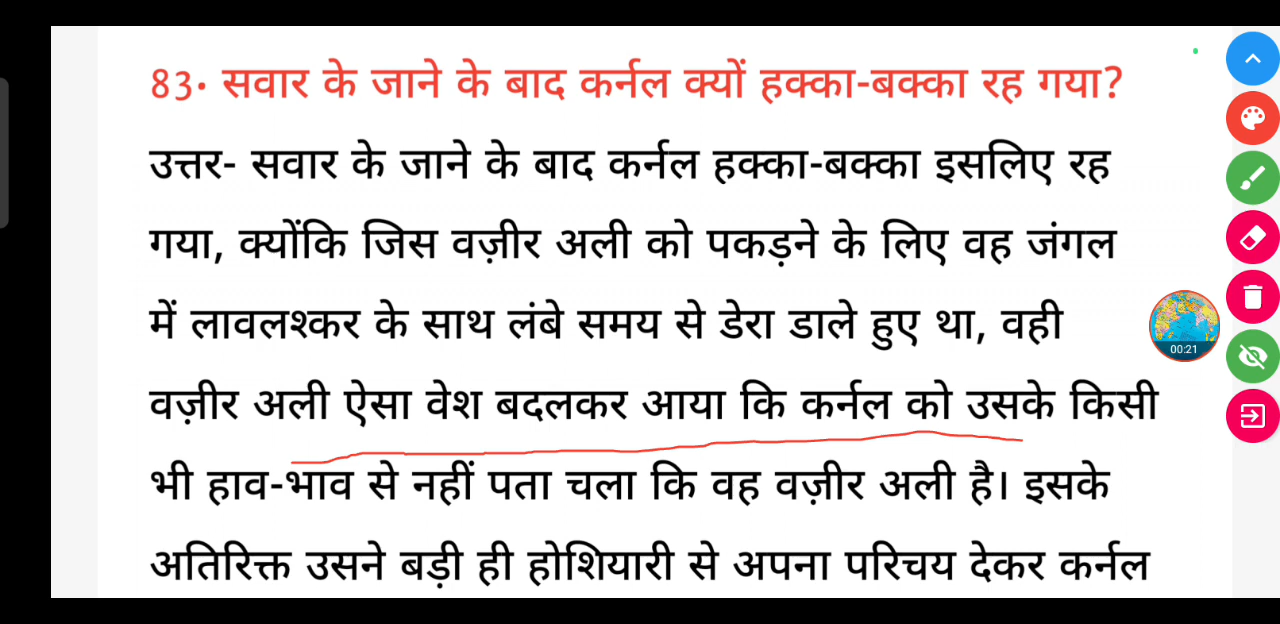 83. सवार के जाने के बाद कर्नल क्यों हक्का-बक्का रह गया?
उत्तर- सवार के जाने के बाद कर्नल हक्का-बक्का इसलिए रह
गया, क्योंकि जिस वज़ीर अली को पकड़ने के लिए वह जंगल
में लावलश्कर के साथ लंबे समय से डेरा डाले हुए था, वही
वज़ीर अली ऐसा वेश बदलकर आया कि कर्नल को उसके किसी
भी हाव-भाव से नहीं पता चला कि वह वज़ीर अली है। इसके
अतिरिक्त उसने बड़ी ही होशियारी से अपना परिचय देकर कर्नल
00:21